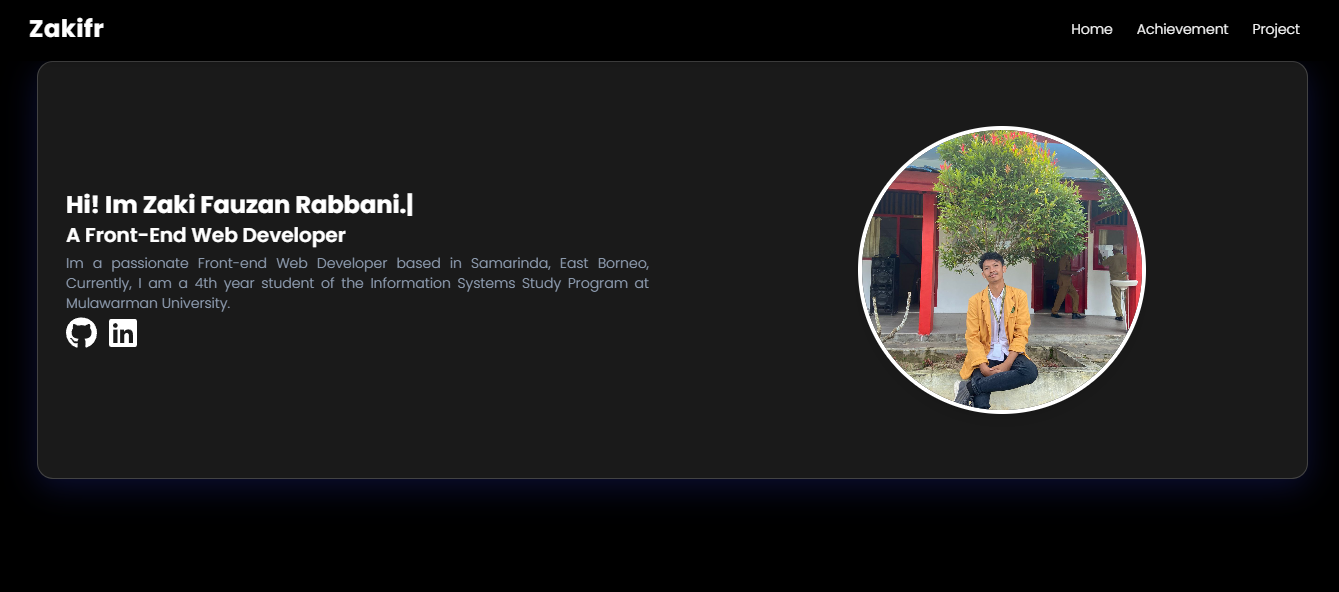 Zakifr
Home Achievement Project
Hi! Im Zaki Fauzan Rabbani.|
A Front-End Web Developer
Im a passionate Front-end Web Developer based in Samarinda, East Borneo,
Currently, I am a 4th year student of the Information Systems Study Program at
Mulawarman University.
in